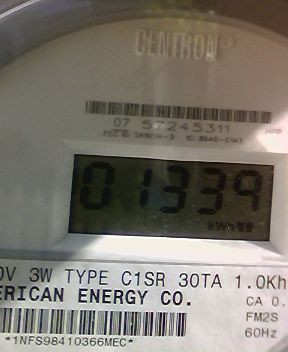 CENTRON®
07 57245311
01339
kWh
0V 3W TYPE C1SR 30TA 1.0Kh
ERICAN ENERGY CO.
CA 0.
FM2S
60Hz
*1NFS98410366MEC*